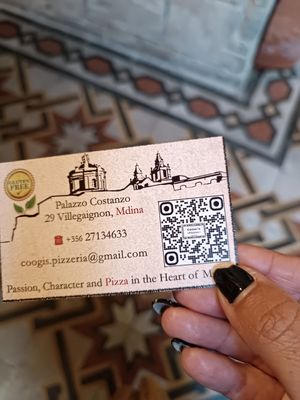 GLUTEN
FREE
Palazzo Costanzo
29 Villegaignon, Mdina
+356 27134633
coogis.pizzeria@gmail.com
Passion, Character and Pizza in the Heart of